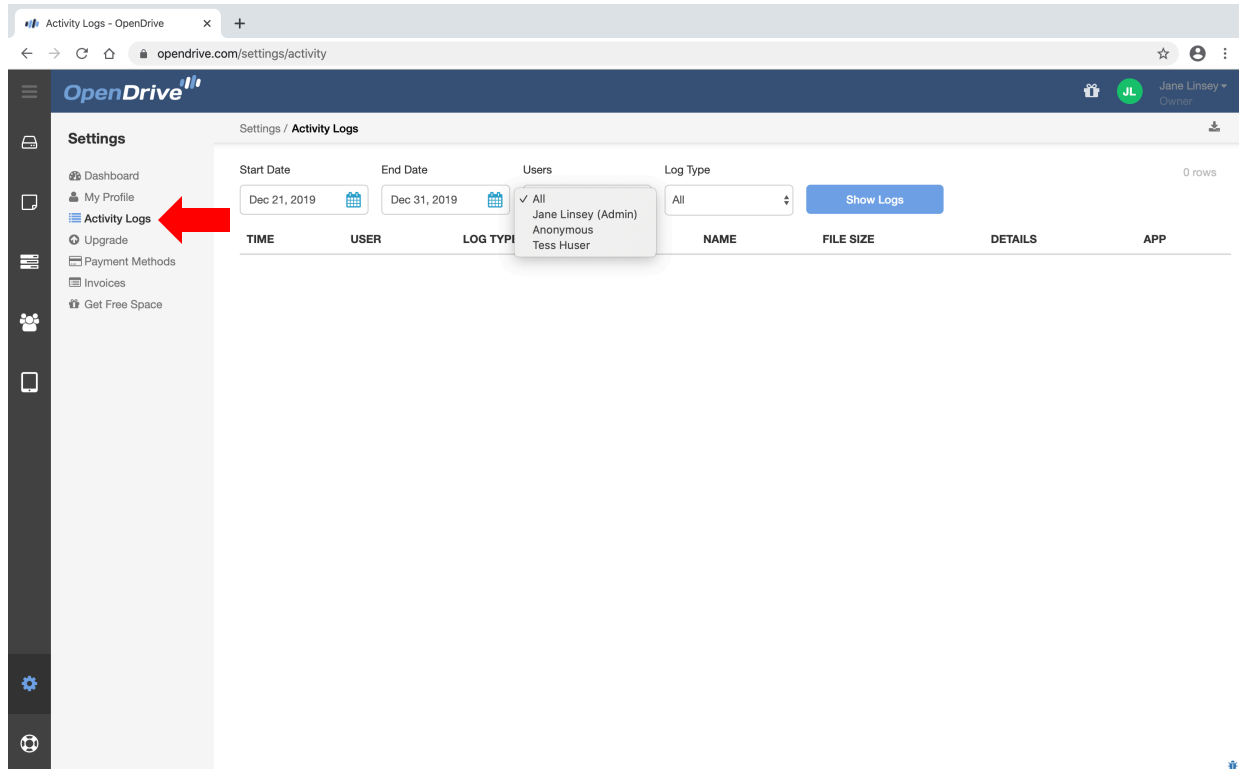 Activity Logs - OpenDrive
opendrive.com/settings/activity
OpenDrive
JL
Jane Linsey
Owner
Settings
Dashboard
My Profile
Activity Logs
Upgrade
Payment Methods
Invoices
Get Free Space
Settings / Activity Logs
Start Date End Date Users Log Type
0 rows
Dec 21, 2019 Dec 31, 2019 All Show Logs
✓ All
Jane Linsey (Admin)
Anonymous
Tess Huser
TIME USER LOG TYPE NAME FILE SIZE DETAILS APP